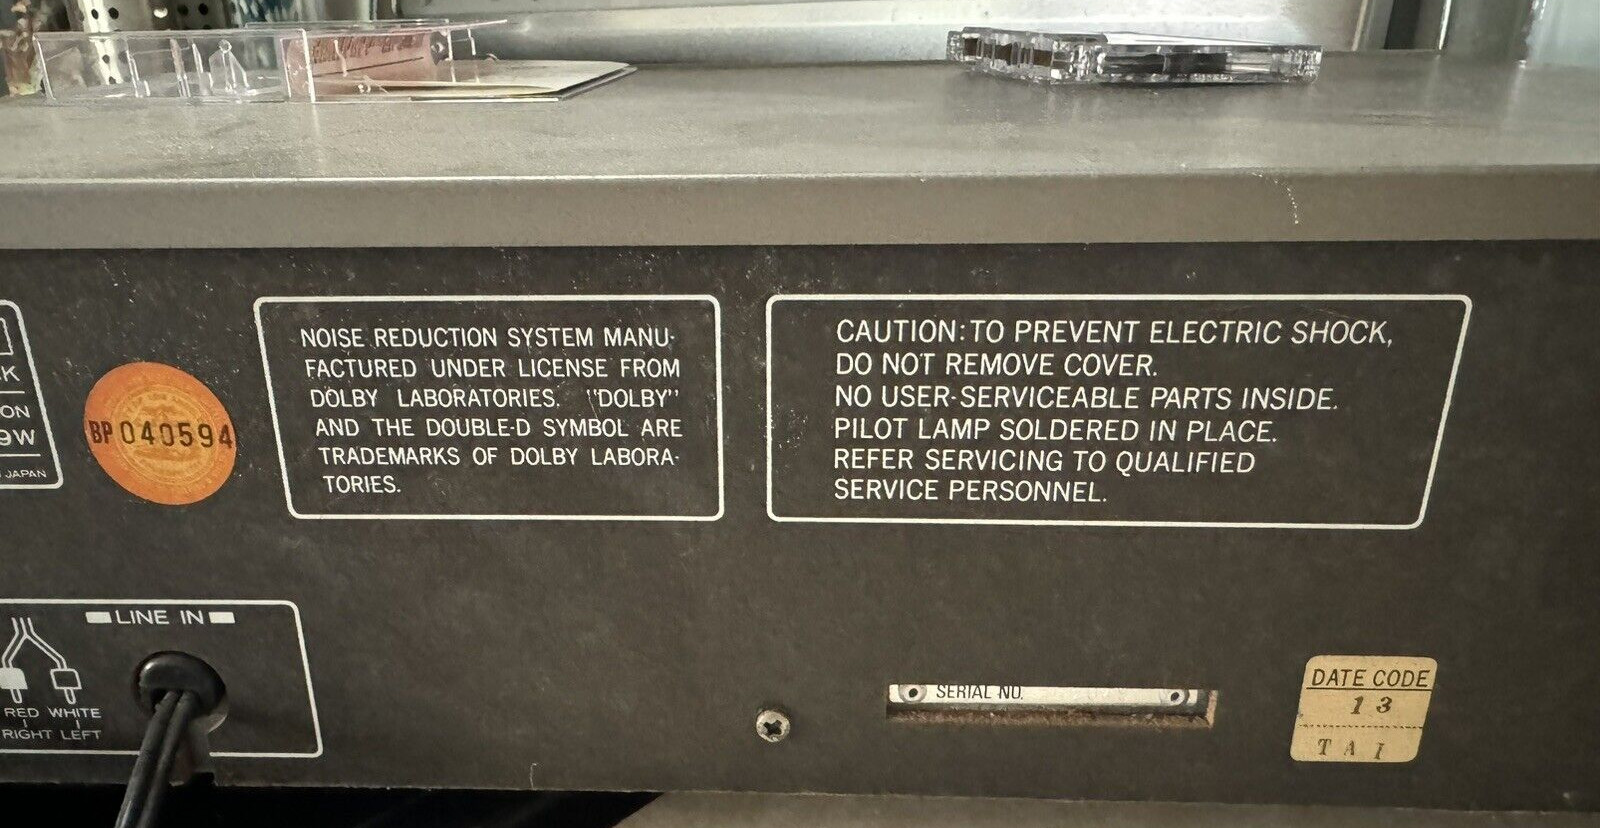 K
ON
9W
JAPAN
BP 040594
NOISE REDUCTION SYSTEM MANU-
FACTURED UNDER LICENSE FROM
DOLBY LABORATORIES. "DOLBY"
AND THE DOUBLE-D SYMBOL ARE
TRADEMARKS OF DOLBY LABORA-
TORIES.
CAUTION: TO PREVENT ELECTRIC SHOCK,
DO NOT REMOVE COVER.
NO USER-SERVICEABLE PARTS INSIDE.
PILOT LAMP SOLDERED IN PLACE.
REFER SERVICING TO QUALIFIED
SERVICE PERSONNEL.
LINE IN
RED WHITE
RIGHT LEFT
SERIAL NO.
DATE CODE
13
TAI